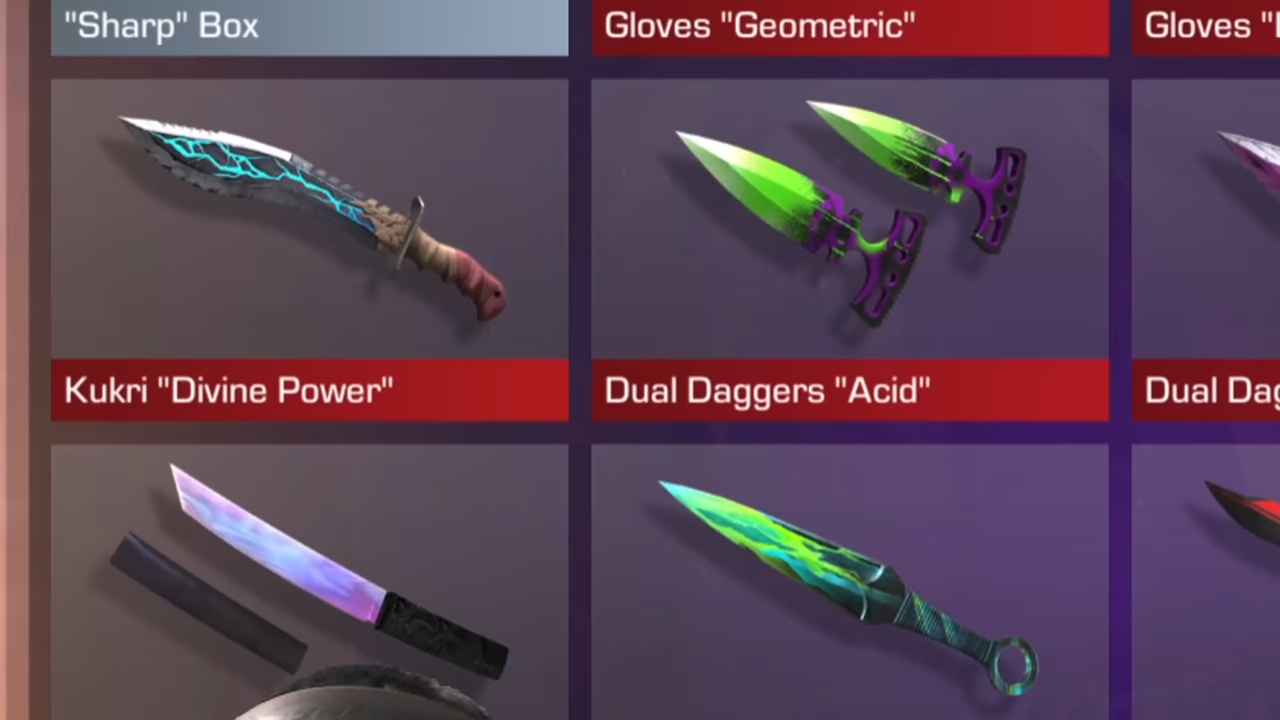 "Sharp" Box
Gloves "Geometric"
Gloves "
Kukri "Divine Power"
Dual Daggers "Acid"
Dual Dag